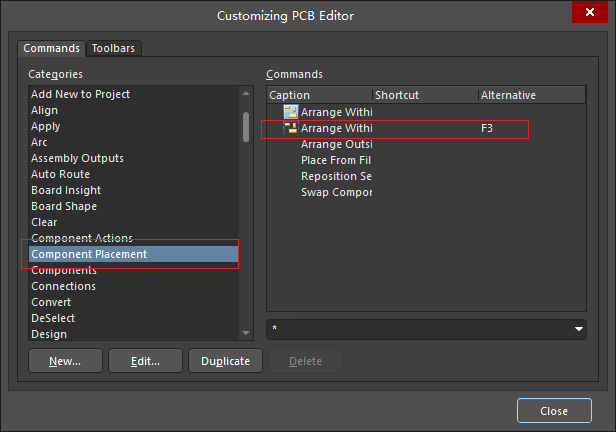 Customizing PCB Editor
Commands
Toolbars
Categories
Add New to Project
Align
Apply
Arc
Assembly Outputs
Auto Route
Board Insight
Board Shape
Clear
Component Actions
Component Placement
Components
Connections
Convert
DeSelect
Design
Commands
Caption Shortcut Alternative
Arrange Withi
Arrange Withi F3
Arrange Outsi
Place From Fil
Reposition Se
Swap Compor
*
New... Edit... Duplicate Delete
Close